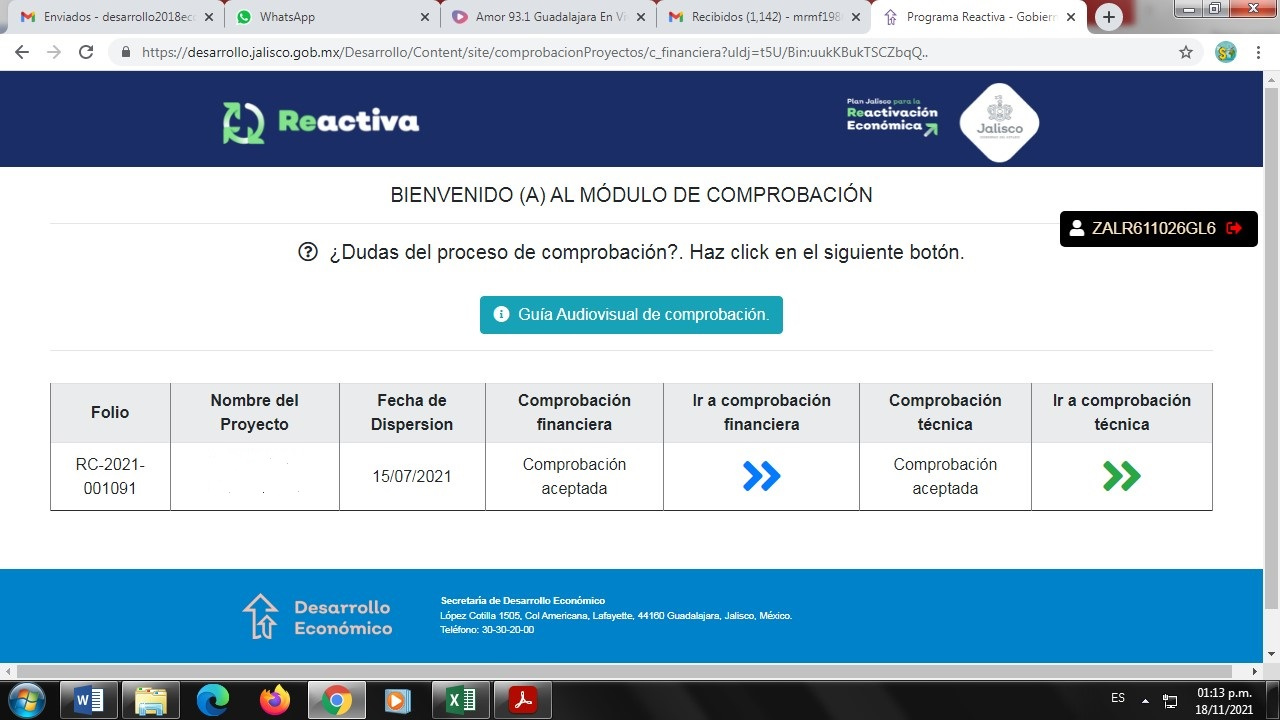 Enviados - desarrollo2018ec
WhatsApp
Amor 93.1 Guadalajara En Vi
Recibidos (1,142) - mrmf198
Programa Reactiva - Gobiern
https://desarrollo.jalisco.gob.mx/Desarrollo/Content/site/comprobacionProyectos/c_financiera?uIdj=t5U/Bin:uukKBukTSCZbqQ..
Reactiva
Plan Jalisco para la
Reactivación
Económica
Jalisco
BIENVENIDO (A) AL MÓDULO DE COMPROBACIÓN
ZALR611026GL6
¿Dudas del proceso de comprobación?. Haz click en el siguiente botón.
Guía Audiovisual de comprobación.
Folio
Nombre del
Proyecto
Fecha de
Dispersion
Comprobación
financiera
Ir a comprobación
financiera
Comprobación
técnica
Ir a comprobación
técnica
RC-2021-
001091
15/07/2021
Comprobación
aceptada
Comprobación
aceptada
Desarrollo
Económico
Secretaría de Desarrollo Económico
López Cotilla 1505, Col Americana, Lafayette, 44160 Guadalajara, Jalisco, México.
Teléfono: 30-30-20-00
ES
01:13 p.m.
18/11/2021